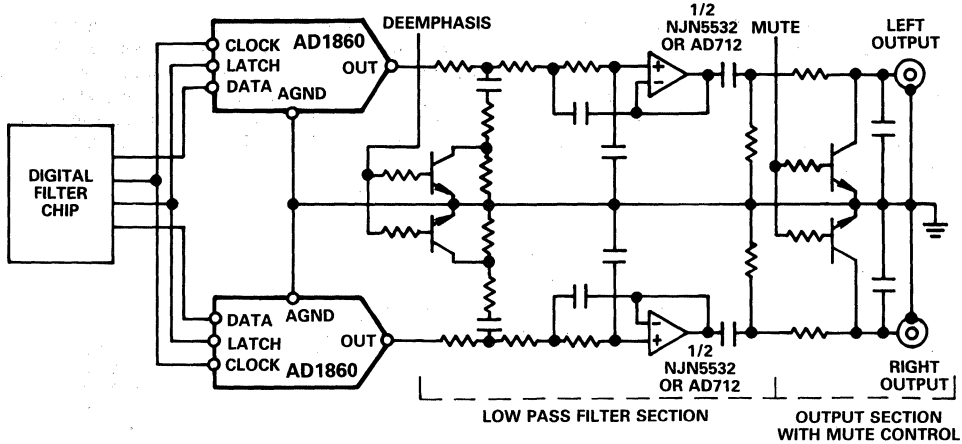 DEEMPHASIS
1/2
NJN5532
OR AD712
MUTE
LEFT
OUTPUT
CLOCK
AD1860
LATCH
DATA
OUT
AGND
+
−
DIGITAL
FILTER
CHIP
AGND
DATA
LATCH
CLOCK
OUT
AD1860
−
+
1/2
NJN5532
OR AD712
RIGHT
OUTPUT
LOW PASS FILTER SECTION
OUTPUT SECTION
WITH MUTE CONTROL